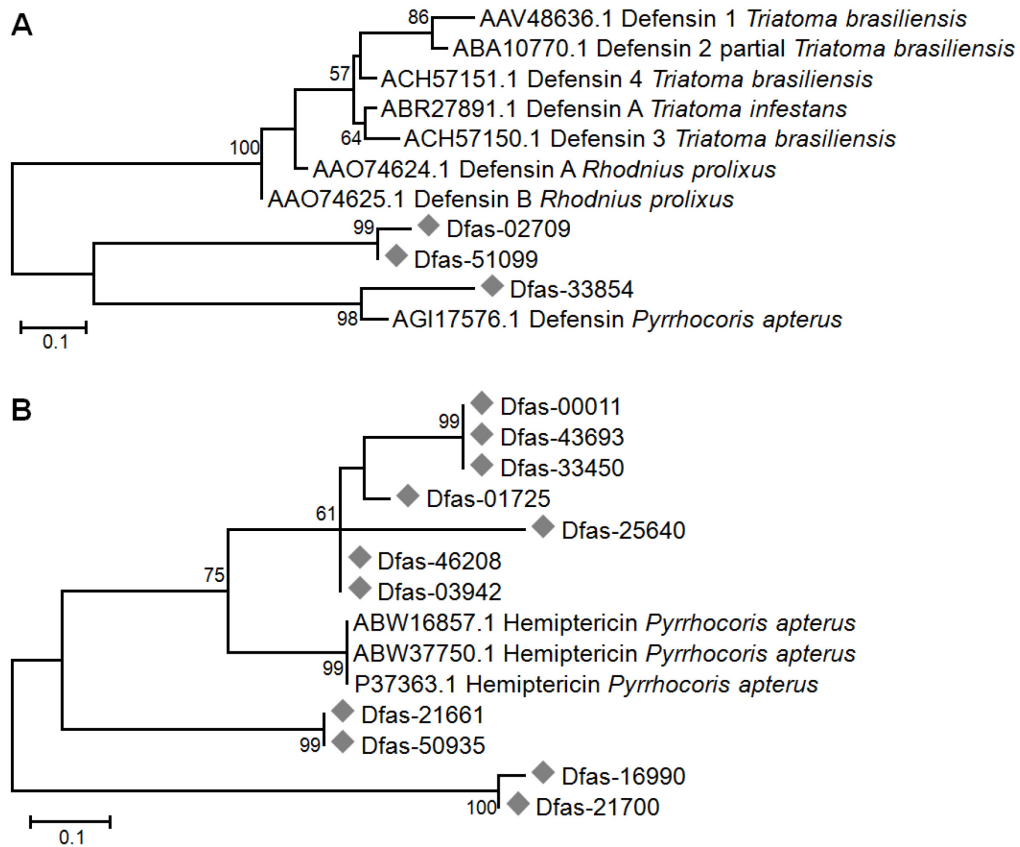 A
86
AAV48636.1 Defensin 1 Triatoma brasiliensis
ABA10770.1 Defensin 2 partial Triatoma brasiliensis
57
ACH57151.1 Defensin 4 Triatoma brasiliensis
ABR27891.1 Defensin A Triatoma infestans
64
ACH57150.1 Defensin 3 Triatoma brasiliensis
100
AAO74624.1 Defensin A Rhodnius prolixus
AAO74625.1 Defensin B Rhodnius prolixus
99
Dfas-02709
Dfas-51099
Dfas-33854
98
AGI17576.1 Defensin Pyrrhocoris apterus
0.1
B
Dfas-00011
99
Dfas-43693
Dfas-33450
Dfas-01725
61
Dfas-25640
Dfas-46208
75
Dfas-03942
ABW16857.1 Hemiptericin Pyrrhocoris apterus
ABW37750.1 Hemiptericin Pyrrhocoris apterus
99
P37363.1 Hemiptericin Pyrrhocoris apterus
Dfas-21661
99
Dfas-50935
Dfas-16990
100
Dfas-21700
0.1